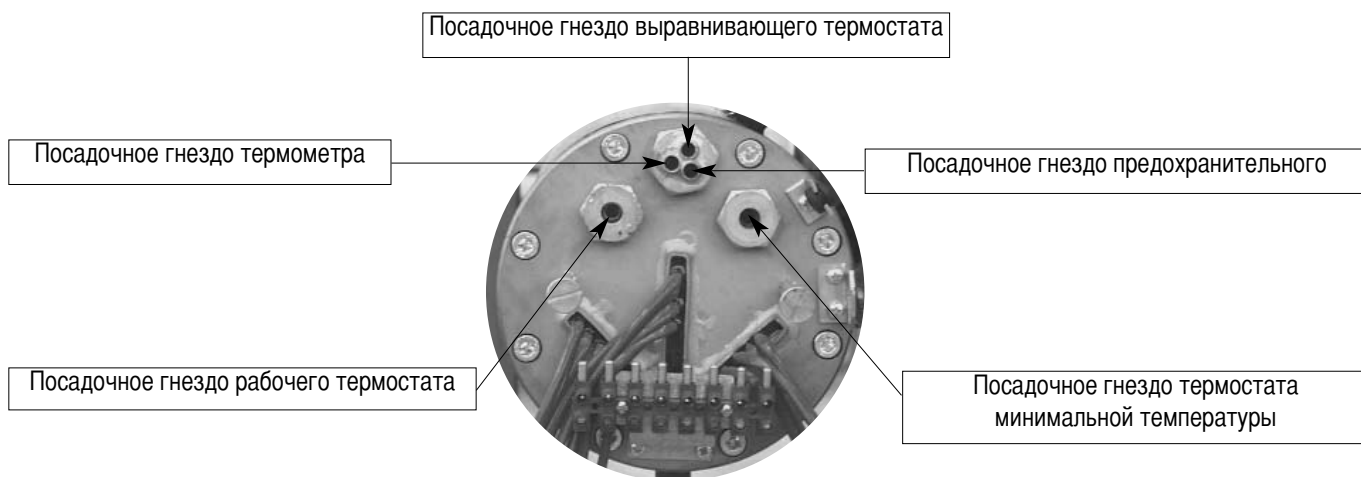 Посадочное гнездо выравнивающего термостата
Посадочное гнездо термометра
Посадочное гнездо предохранительного
Посадочное гнездо рабочего термостата
Посадочное гнездо термостата
минимальной температуры